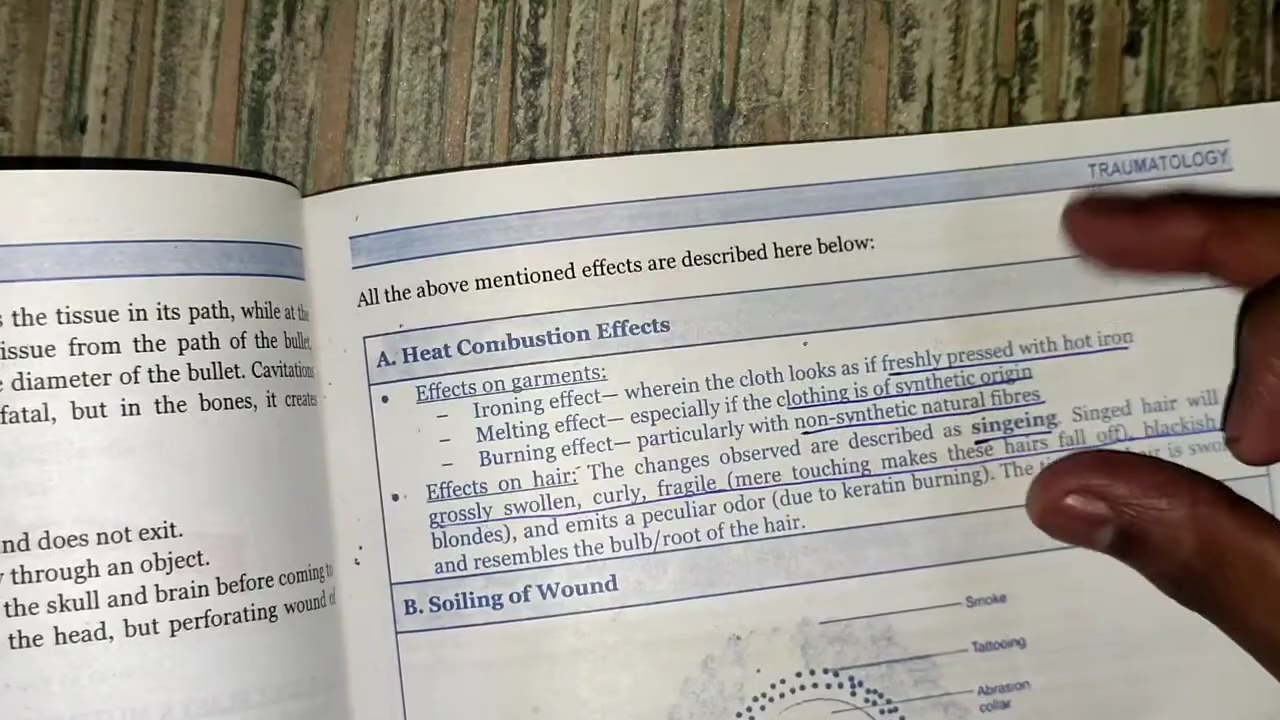 s the tissue in its path, while at the
issue from the path of the bullet,
e diameter of the bullet. Cavitations
fatal, but in the bones, it creates
nd does not exit.
y through an object.
the skull and brain before coming to
the head, but perforating wound of
TRAUMATOLOGY
All the above mentioned effects are described here below:
A. Heat Combustion Effects
• Effects on garments:
– Ironing effect— wherein the cloth looks as if freshly pressed with hot iron
– Melting effect— especially if the clothing is of synthetic origin
– Burning effect— particularly with non-synthetic natural fibres
• Effects on hair: The changes observed are described as singeing. Singed hair will
grossly swollen, curly, fragile (mere touching makes these hairs fall off), blackish
blondes), and emits a peculiar odor (due to keratin burning). The is swo
and resembles the bulb/root of the hair.
B. Soiling of Wound
Smoke
Tattooing
Abrasion
collar